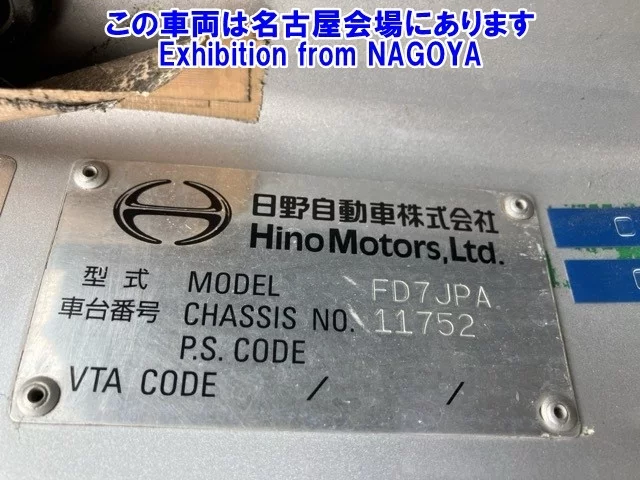 この車両は名古屋会場にあります
Exhibition from NAGOYA
日野自動車株式会社
Hino Motors, Ltd.
型式 MODEL FD7JPA
車台番号 CHASSIS NO. 11752
P.S. CODE
VTA CODE / /